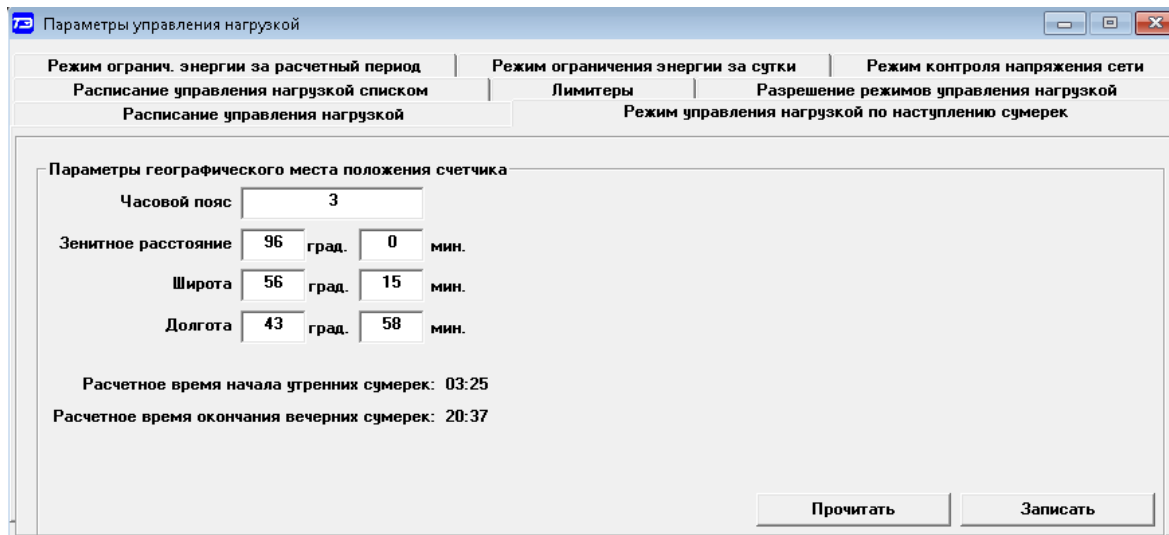 ТЭ Параметры управления нагрузкой
Режим огранич. энергии за расчетный период Режим ограничения энергии за сутки Режим контроля напряжения сети
Расписание управления нагрузкой списком Лимитеры Разрешение режимов управления нагрузкой
Расписание управления нагрузкой Режим управления нагрузкой по наступлению сумерек
Параметры географического места положения счетчика
Часовой пояс 3
Зенитное расстояние 96 град. 0 мин.
Широта 56 град. 15 мин.
Долгота 43 град. 58 мин.
Расчетное время начала утренних сумерек: 03:25
Расчетное время окончания вечерних сумерек: 20:37
Прочитать Записать